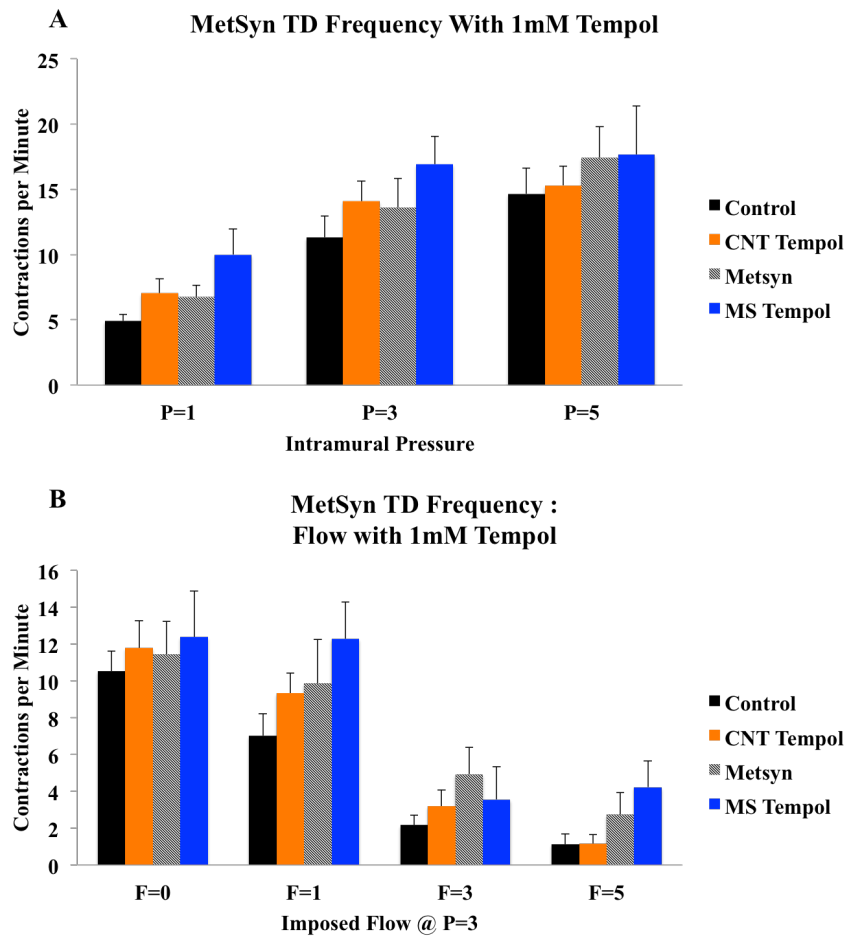 A
MetSyn TD Frequency With 1mM Tempol
Contractions per Minute
25
20
15
10
5
0
P=1
P=3
P=5
Intramural Pressure
Control
CNT Tempol
Metsyn
MS Tempol
B
MetSyn TD Frequency :
Flow with 1mM Tempol
Contractions per Minute
16
14
12
10
8
6
4
2
0
F=0
F=1
F=3
F=5
Imposed Flow @ P=3
Control
CNT Tempol
Metsyn
MS Tempol